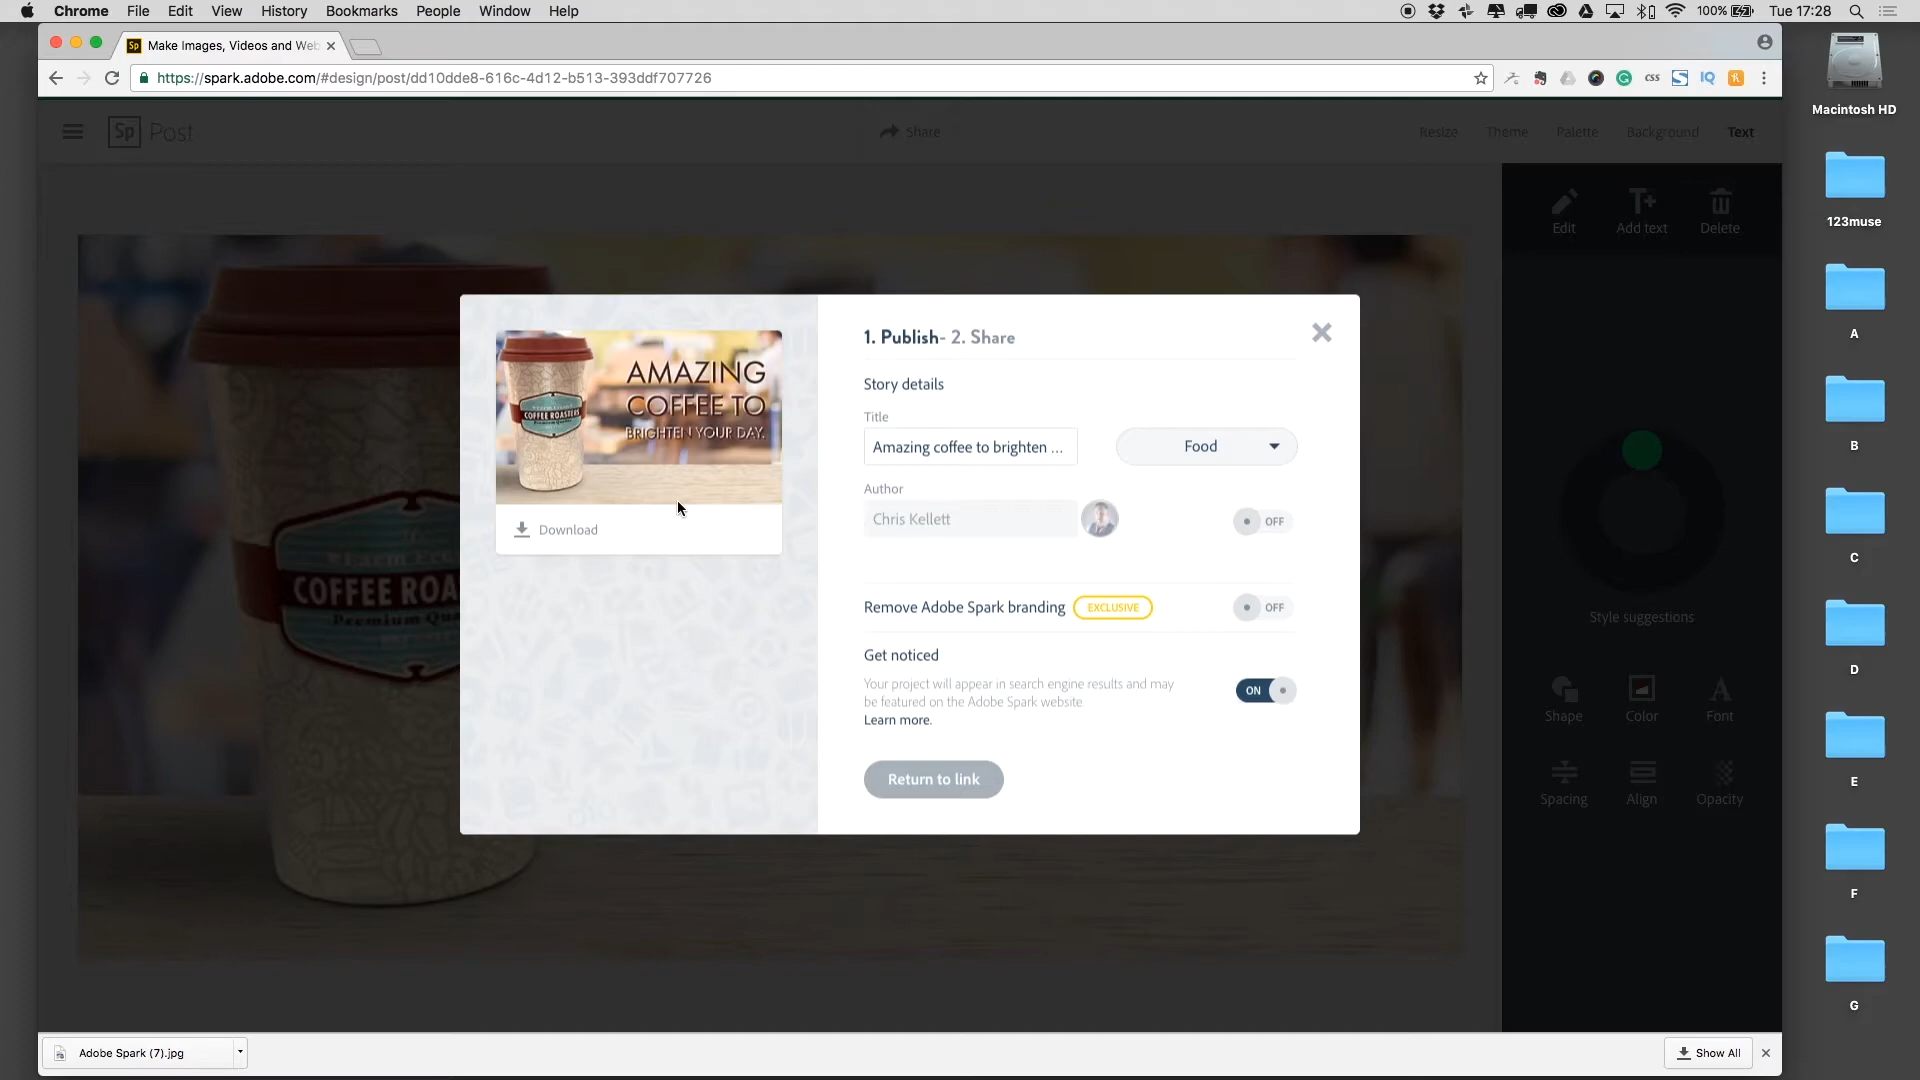 Chrome File Edit View History Bookmarks People Window Help
100% Tue 17:28
Sp Make Images, Videos and Web
https://spark.adobe.com/#design/post/dd10dde8-616c-4d12-b513-393ddf707726
CSS IQ
Sp Post
Share
Resize Theme Palette Background Text
Edit Add text Delete
Style suggestions
Shape Color Font
Spacing Align Opacity
COFFEE ROA
AMAZING
COFFEE TO
BRIGHTEN YOUR DAY.
COFFEE ROASTERS
Download
1. Publish- 2. Share
Story details
Title
Amazing coffee to brighten ...
Food
Author
Chris Kellett
OFF
Remove Adobe Spark branding EXCLUSIVE
OFF
Get noticed
Your project will appear in search engine results and may
be featured on the Adobe Spark website
Learn more.
ON
Return to link
Macintosh HD
123muse
A
B
C
D
E
F
G
Adobe Spark (7).jpg
Show All